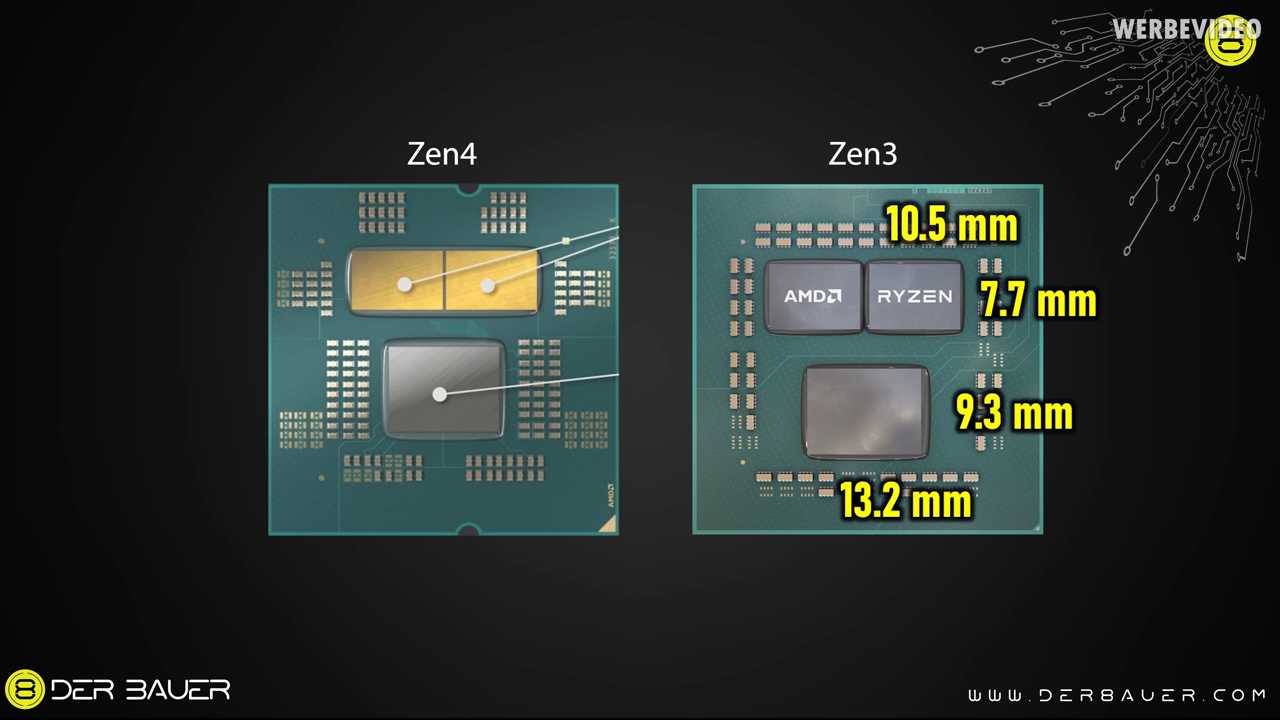 WERBEVIDEO
Zen4
Zen3
10.5 mm
AMD
RYZEN
7.7 mm
9.3 mm
13.2 mm
AMD
DER BAUER
WWW.DER8AUER.COM